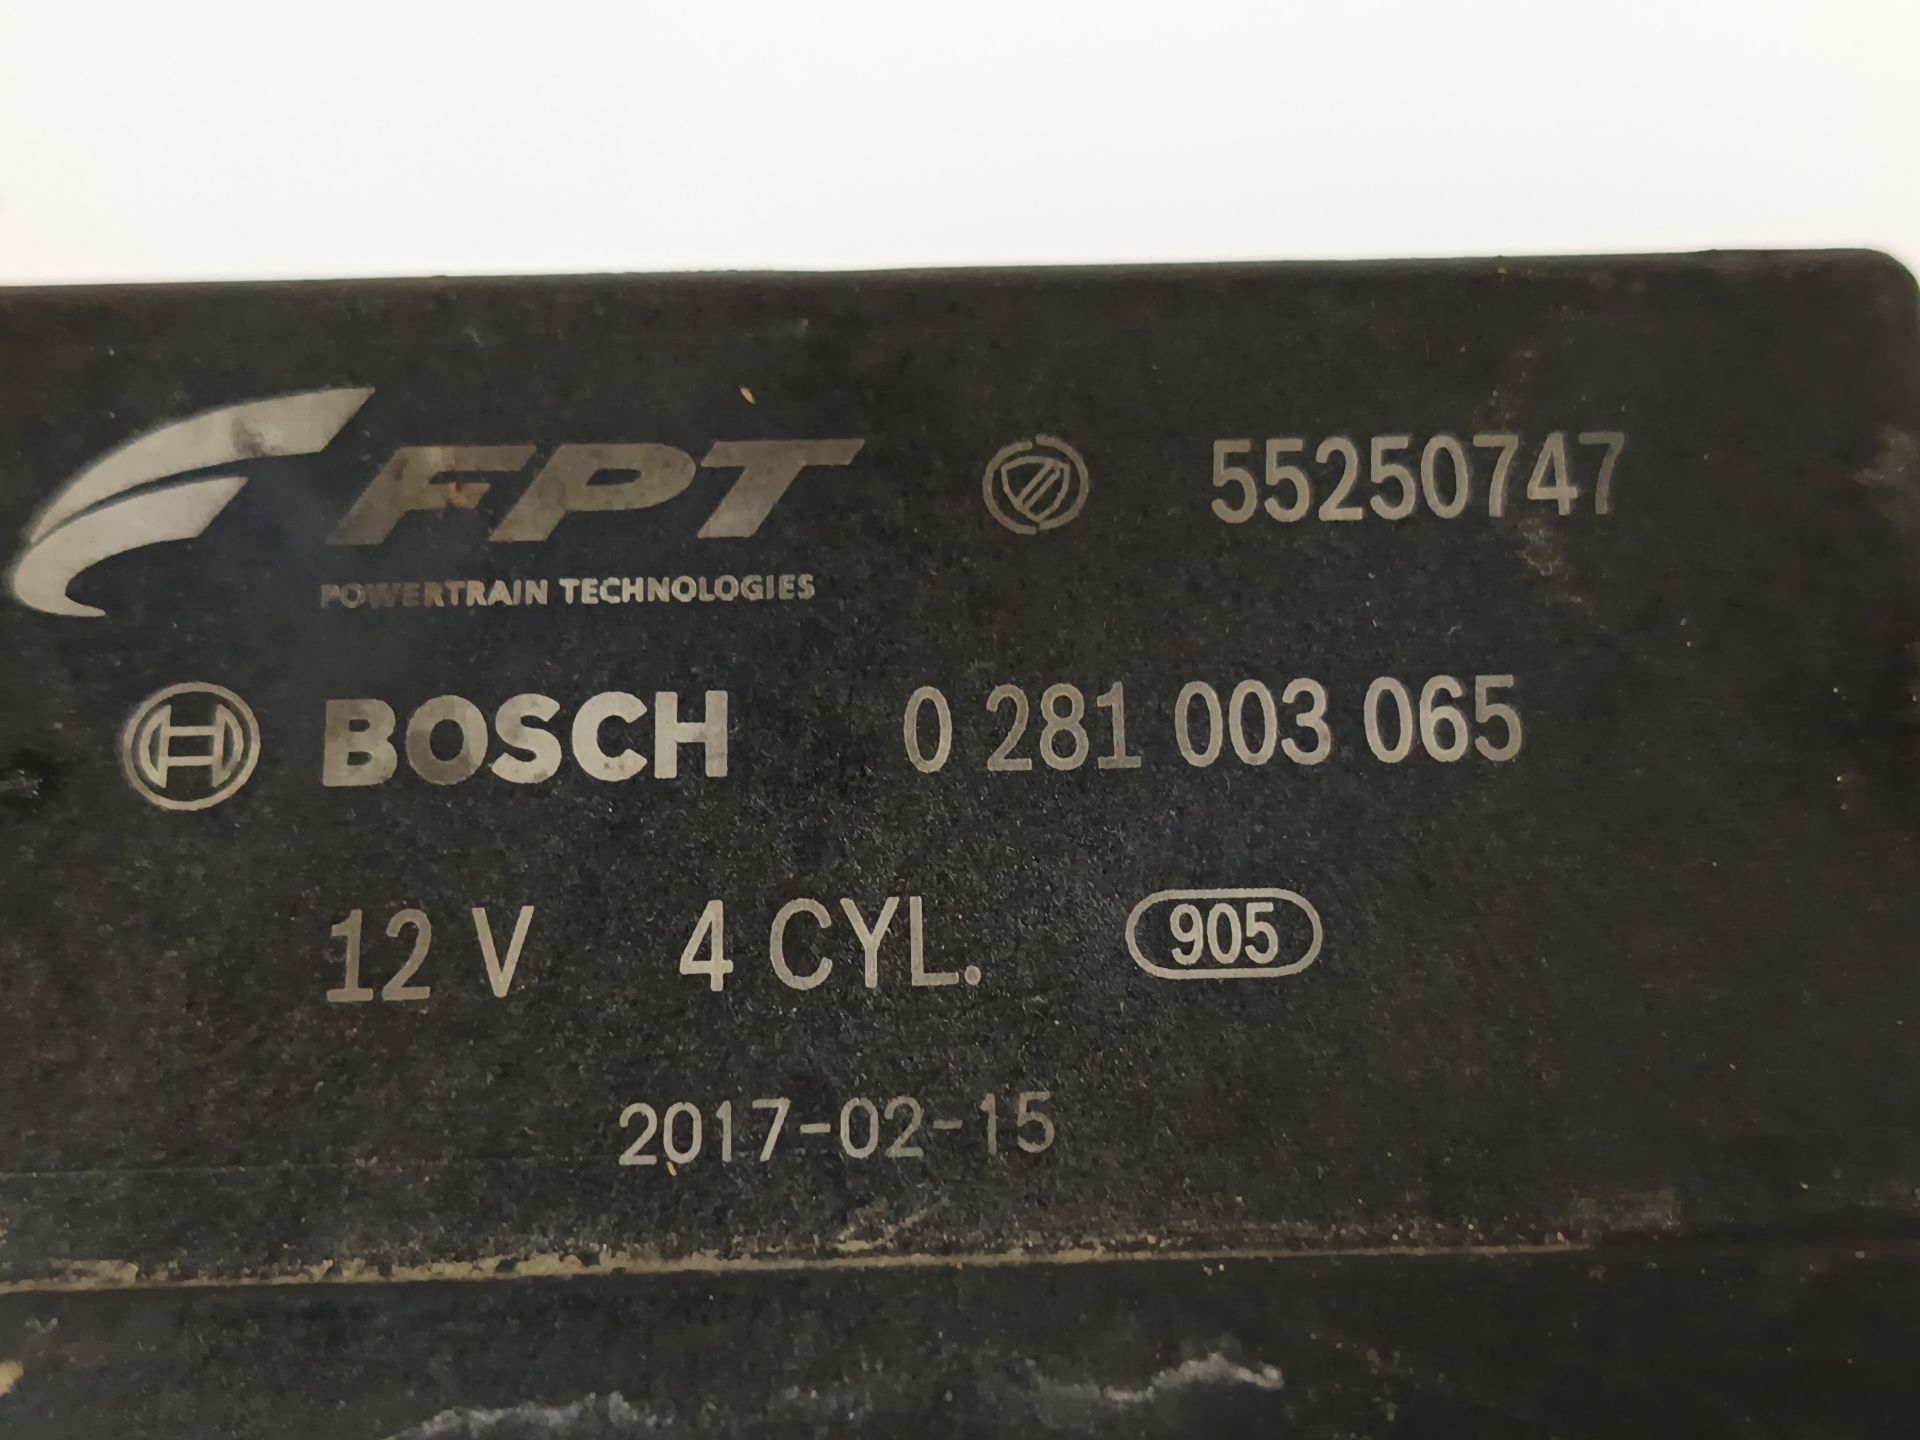 FPT 55250747
POWERTRAIN TECHNOLOGIES
BOSCH 0 281 003 065
12 V 4 CYL. 905
2017-02-15